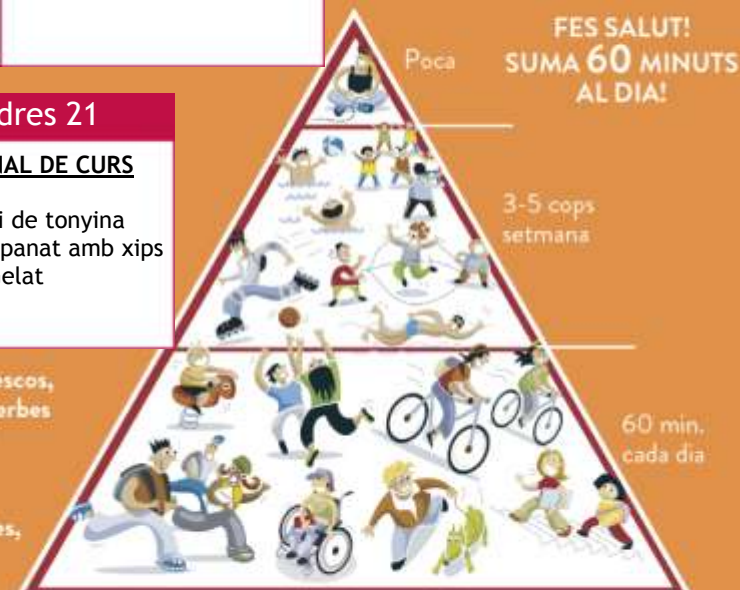 FES SALUT!
SUMA 60 MINUTS
AL DIA!
Poca
3-5 cops
setmana
60 min.
cada dia
dres 21
NAL DE CURS
i de tonyina
panat amb xips
elat
escos,
erbes
es,